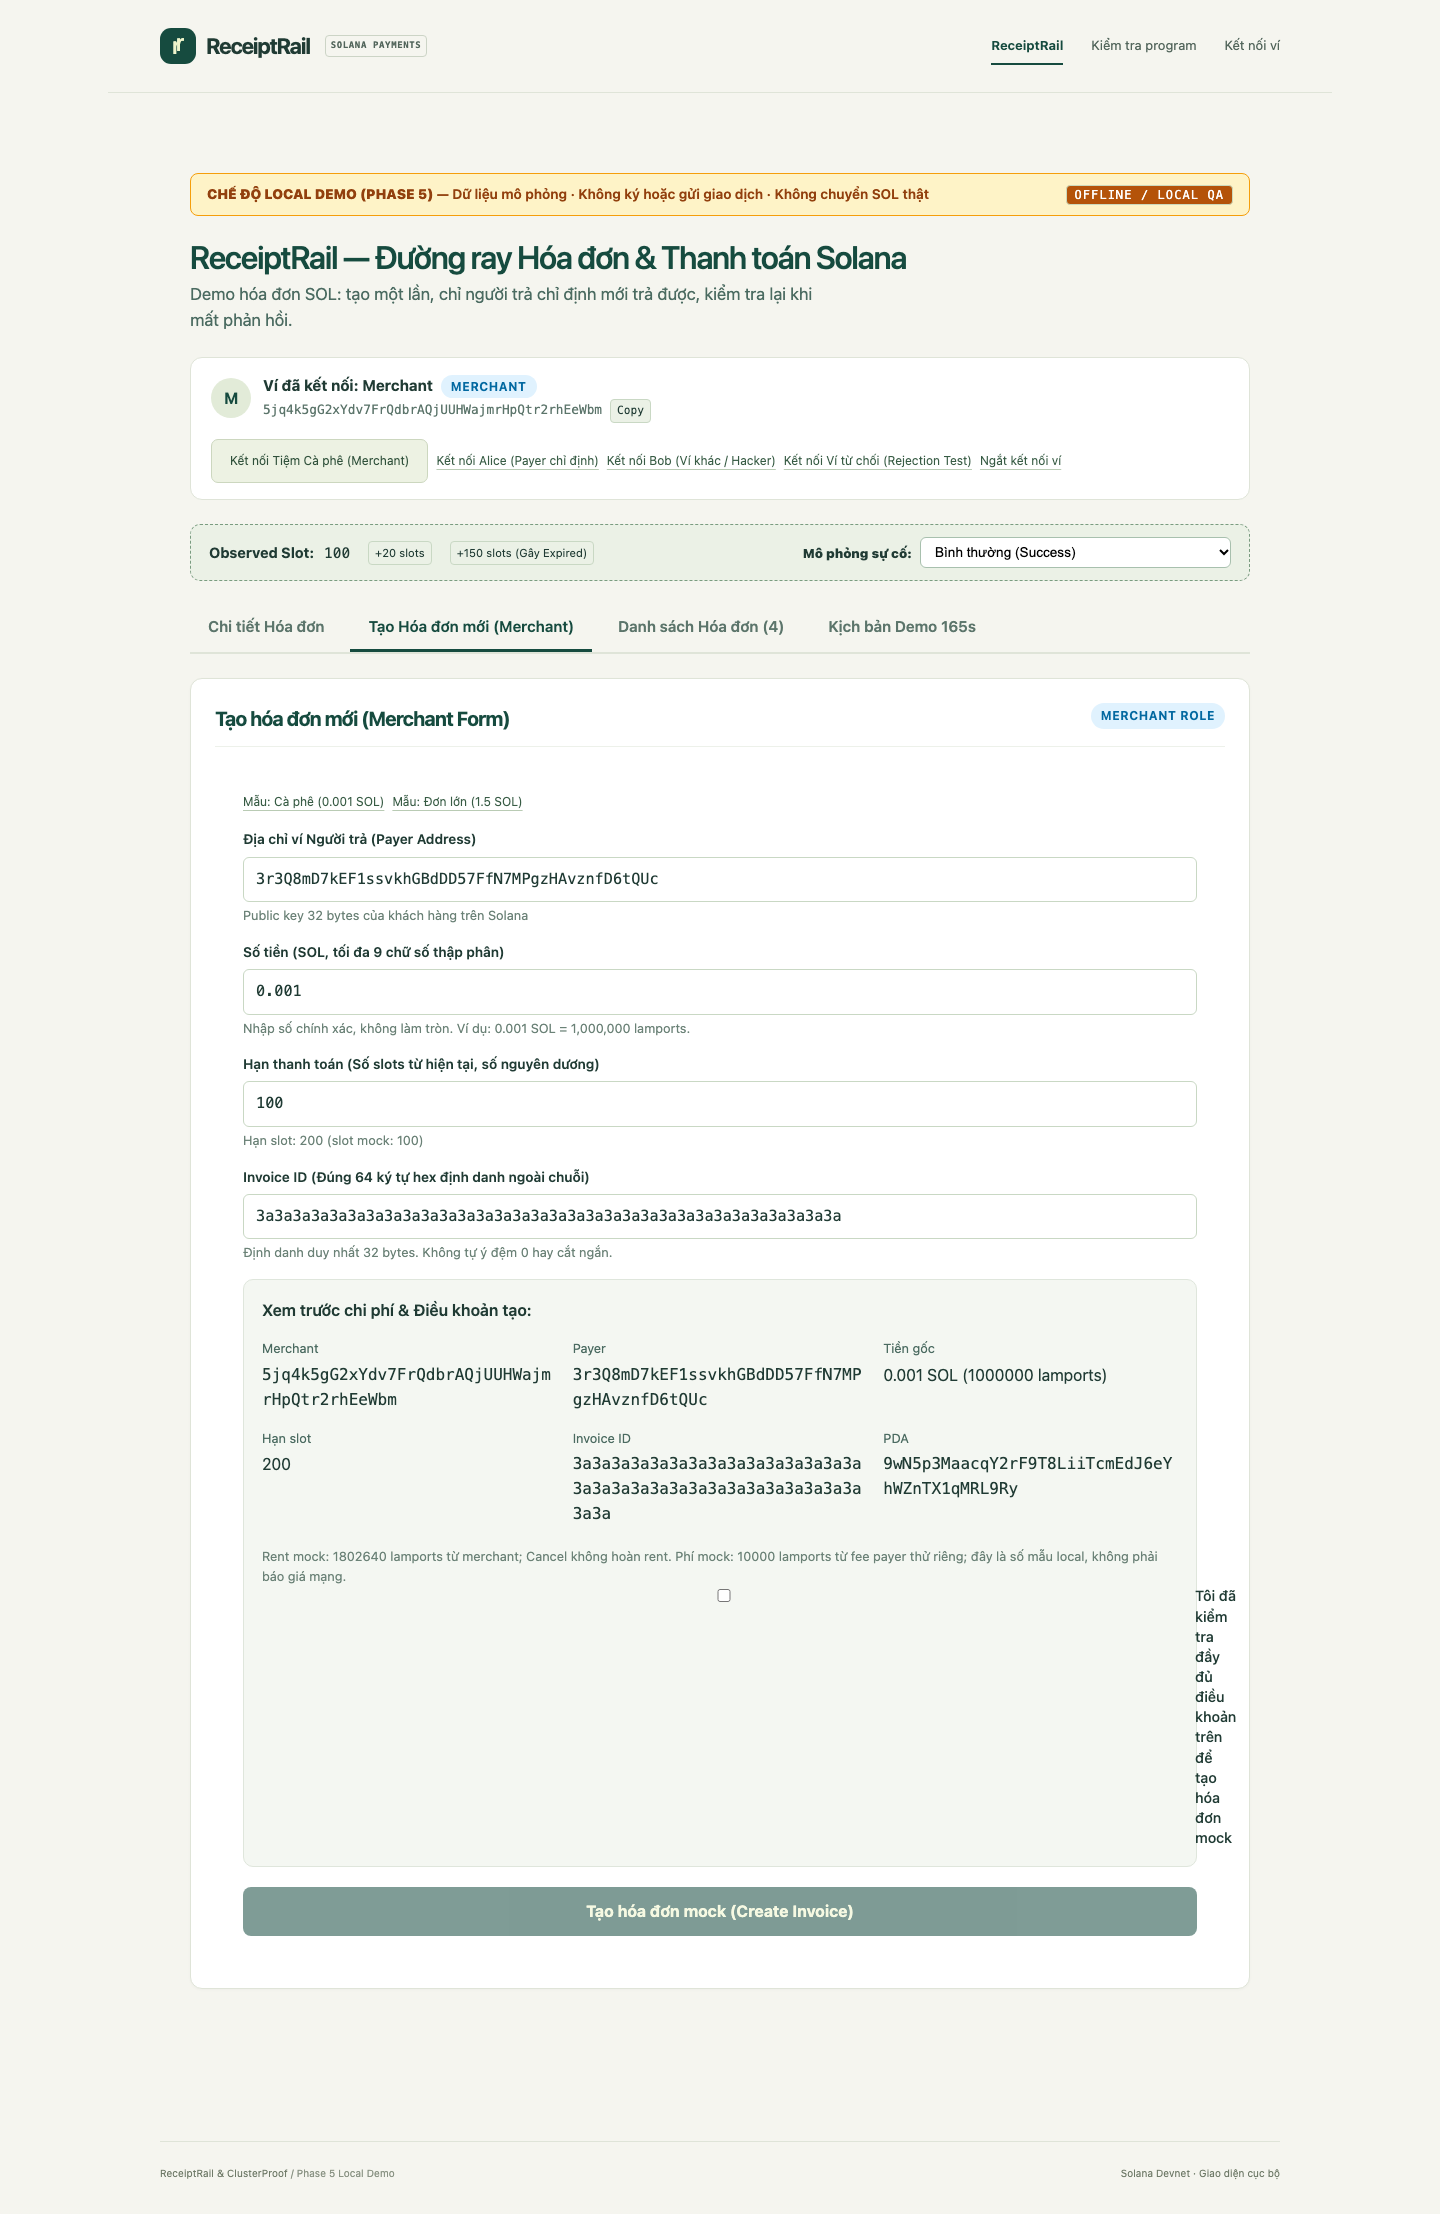 ReceiptRail
SOLANA PAYMENTS
ReceiptRail
Kiểm tra program
Kết nối ví
CHẾ ĐỘ LOCAL DEMO (PHASE 5) — Dữ liệu mô phỏng · Không ký hoặc gửi giao dịch · Không chuyển SOL thật
OFFLINE / LOCAL QA
ReceiptRail — Đường ray Hóa đơn & Thanh toán Solana
Demo hóa đơn SOL: tạo một lần, chỉ người trả chỉ định mới trả được, kiểm tra lại khi
mất phản hồi.
M
Ví đã kết nối: Merchant
MERCHANT
5jq4k5gG2xYdv7FrQdbrAQjUUHWajmrHpQtr2rhEeWbm
Copy
Kết nối Tiệm Cà phê (Merchant)
Kết nối Alice (Payer chỉ định)
Kết nối Bob (Ví khác / Hacker)
Kết nối Ví từ chối (Rejection Test)
Ngắt kết nối ví
Observed Slot: 100
+20 slots
+150 slots (Gây Expired)
Mô phỏng sự cố:
Bình thường (Success)
Chi tiết Hóa đơn
Tạo Hóa đơn mới (Merchant)
Danh sách Hóa đơn (4)
Kịch bản Demo 165s
Tạo hóa đơn mới (Merchant Form)
MERCHANT ROLE
Mẫu: Cà phê (0.001 SOL)
Mẫu: Đơn lớn (1.5 SOL)
Địa chỉ ví Người trả (Payer Address)
3r3Q8mD7kEF1ssvkhGBdDD57FfN7MPgzHAvznfD6tQUc
Public key 32 bytes của khách hàng trên Solana
Số tiền (SOL, tối đa 9 chữ số thập phân)
0.001
Nhập số chính xác, không làm tròn. Ví dụ: 0.001 SOL = 1,000,000 lamports.
Hạn thanh toán (Số slots từ hiện tại, số nguyên dương)
100
Hạn slot: 200 (slot mock: 100)
Invoice ID (Đúng 64 ký tự hex định danh ngoài chuỗi)
3a3a3a3a3a3a3a3a3a3a3a3a3a3a3a3a3a3a3a3a3a3a3a3a3a3a3a3a3a3a3a3a
Định danh duy nhất 32 bytes. Không tự ý đệm 0 hay cắt ngắn.
Xem trước chi phí & Điều khoản tạo:
Merchant
5jq4k5gG2xYdv7FrQdbrAQjUUHWajm
rHpQtr2rhEeWbm
Payer
3r3Q8mD7kEF1ssvkhGBdDD57FfN7MP
gzHAvznfD6tQUc
Tiền gốc
0.001 SOL (1000000 lamports)
Hạn slot
200
Invoice ID
3a3a3a3a3a3a3a3a3a3a3a3a3a3a3a
3a3a3a3a3a3a3a3a3a3a3a3a3a3a3a
3a3a
PDA
9wN5p3MaacqY2rF9T8LiiTcmEdJ6eY
hWZnTX1qMRL9Ry
Rent mock: 1802640 lamports từ merchant; Cancel không hoàn rent. Phí mock: 10000 lamports từ fee payer thử riêng; đây là số mẫu local, không phải
báo giá mạng.
Tôi đã
kiểm
tra
đầy
đủ
điều
khoản
trên
để
tạo
hóa
đơn
mock
Tạo hóa đơn mock (Create Invoice)
ReceiptRail & ClusterProof / Phase 5 Local Demo
Solana Devnet · Giao diện cục bộ